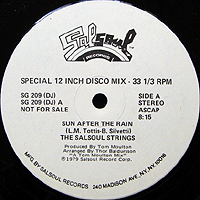 Salsoul
RECORDS
SPECIAL 12 INCH DISCO MIX - 33 1/3 RPM
SG 209 (DJ)
SG 209 (DJ) A
NOT FOR SALE
SIDE A
STEREO
ASCAP
8:15
SUN AFTER THE RAIN
(L.M. Tottis-B. Silvetti)
THE SALSOUL STRINGS
Produced by Tom Moulton
Arranged by Thor Baldursson
"A Tom Moulton Mix"
©1979 Salsoul Record Corp.
MFG. BY SALSOUL RECORDS 240 MADISON AVE, NY, NY 10016